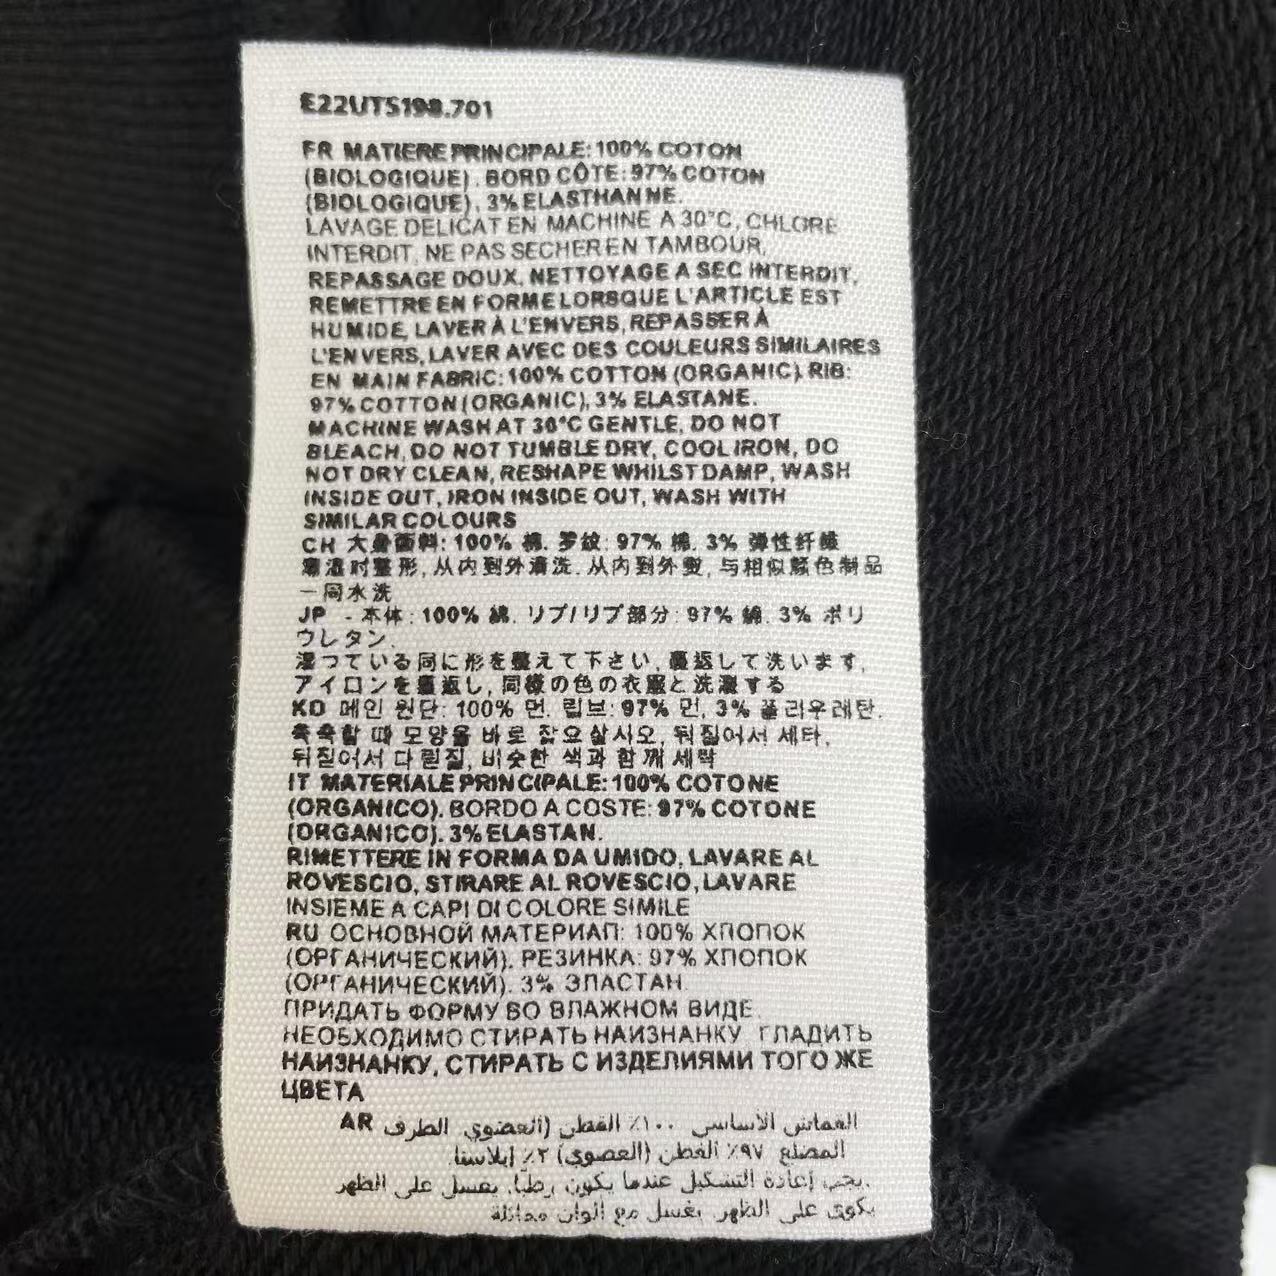 E22UTS198.701
FR MATIERE PRINCIPALE: 100% COTON
(BIOLOGIQUE). BORD CÔTE: 97% COTON
(BIOLOGIQUE), 3% ELASTHANNE.
LAVAGE DELICAT EN MACHINE A 30°C, CHLORE
INTERDIT, NE PAS SECHER EN TAMBOUR,
REPASSAGE DOUX, NETTOYAGE A SEC INTERDIT,
REMETTRE EN FORME LORSQUE L'ARTICLE EST
HUMIDE, LAVER À L'ENVERS, REPASSER À
L'ENVERS, LAVER AVEC DES COULEURS SIMILAIRES
EN MAIN FABRIC: 100% COTTON (ORGANIC). RIB:
97% COTTON (ORGANIC), 3% ELASTANE.
MACHINE WASH AT 30°C GENTLE, DO NOT
BLEACH, DO NOT TUMBLE DRY, COOL IRON, DO
NOT DRY CLEAN, RESHAPE WHILST DAMP, WASH
INSIDE OUT, IRON INSIDE OUT, WASH WITH
SIMILAR COLOURS
CH 大身面料: 100% 棉. 罗纹: 97% 棉. 3% 弹性纤维
潮湿时整形, 从内到外清洗. 从内到外熨, 与相似颜色制品
一同水洗
JP - 本体: 100% 綿. リブ/リブ部分: 97% 綿. 3% ポリ
ウレタン.
湿っている同に形を整えて下さい, 裏返して洗います,
アイロンを裏返し, 同様の色の衣服と洗濯する
KO 메인 원단: 100% 면. 립브: 97% 면, 3% 폴리우레탄.
축축할 때 모양을 바로 잡으십시오, 뒤집어서 세탁,
뒤집어서 다림질, 비슷한 색과 함께 세탁
IT MATERIALE PRINCIPALE: 100% COTONE
(ORGANICO). BORDO A COSTE: 97% COTONE
(ORGANICO). 3% ELASTAN.
RIMETTERE IN FORMA DA UMIDO, LAVARE AL
ROVESCIO, STIRARE AL ROVESCIO, LAVARE
INSIEME A CAPI DI COLORE SIMILE
RU ОСНОВНОЙ МАТЕРИАЛ: 100% ХЛОПОК
(ОРГАНИЧЕСКИЙ). РЕЗИНКА: 97% ХЛОПОК
(ОРГАНИЧЕСКИЙ). 3% ЭЛАСТАН.
ПРИДАТЬ ФОРМУ ВО ВЛАЖНОМ ВИДЕ.
НЕОБХОДИМО СТИРАТЬ НАИЗНАНКУ ГЛАДИТЬ
НАИЗНАНКУ, СТИРАТЬ С ИЗДЕЛИЯМИ ТОГО ЖЕ
ЦВЕТА
AR القماش الأساسي ١٠٠٪ القطن (العضوي الطرف
المضلع ٩٧٪ القطن (العضوي) ٣٪ إيلاستا.
يجب إعادة التشكيل عندما يكون رطبًا. يغسل على الظهر.
يكوى على الظهر. يغسل مع ألوان مماثلة